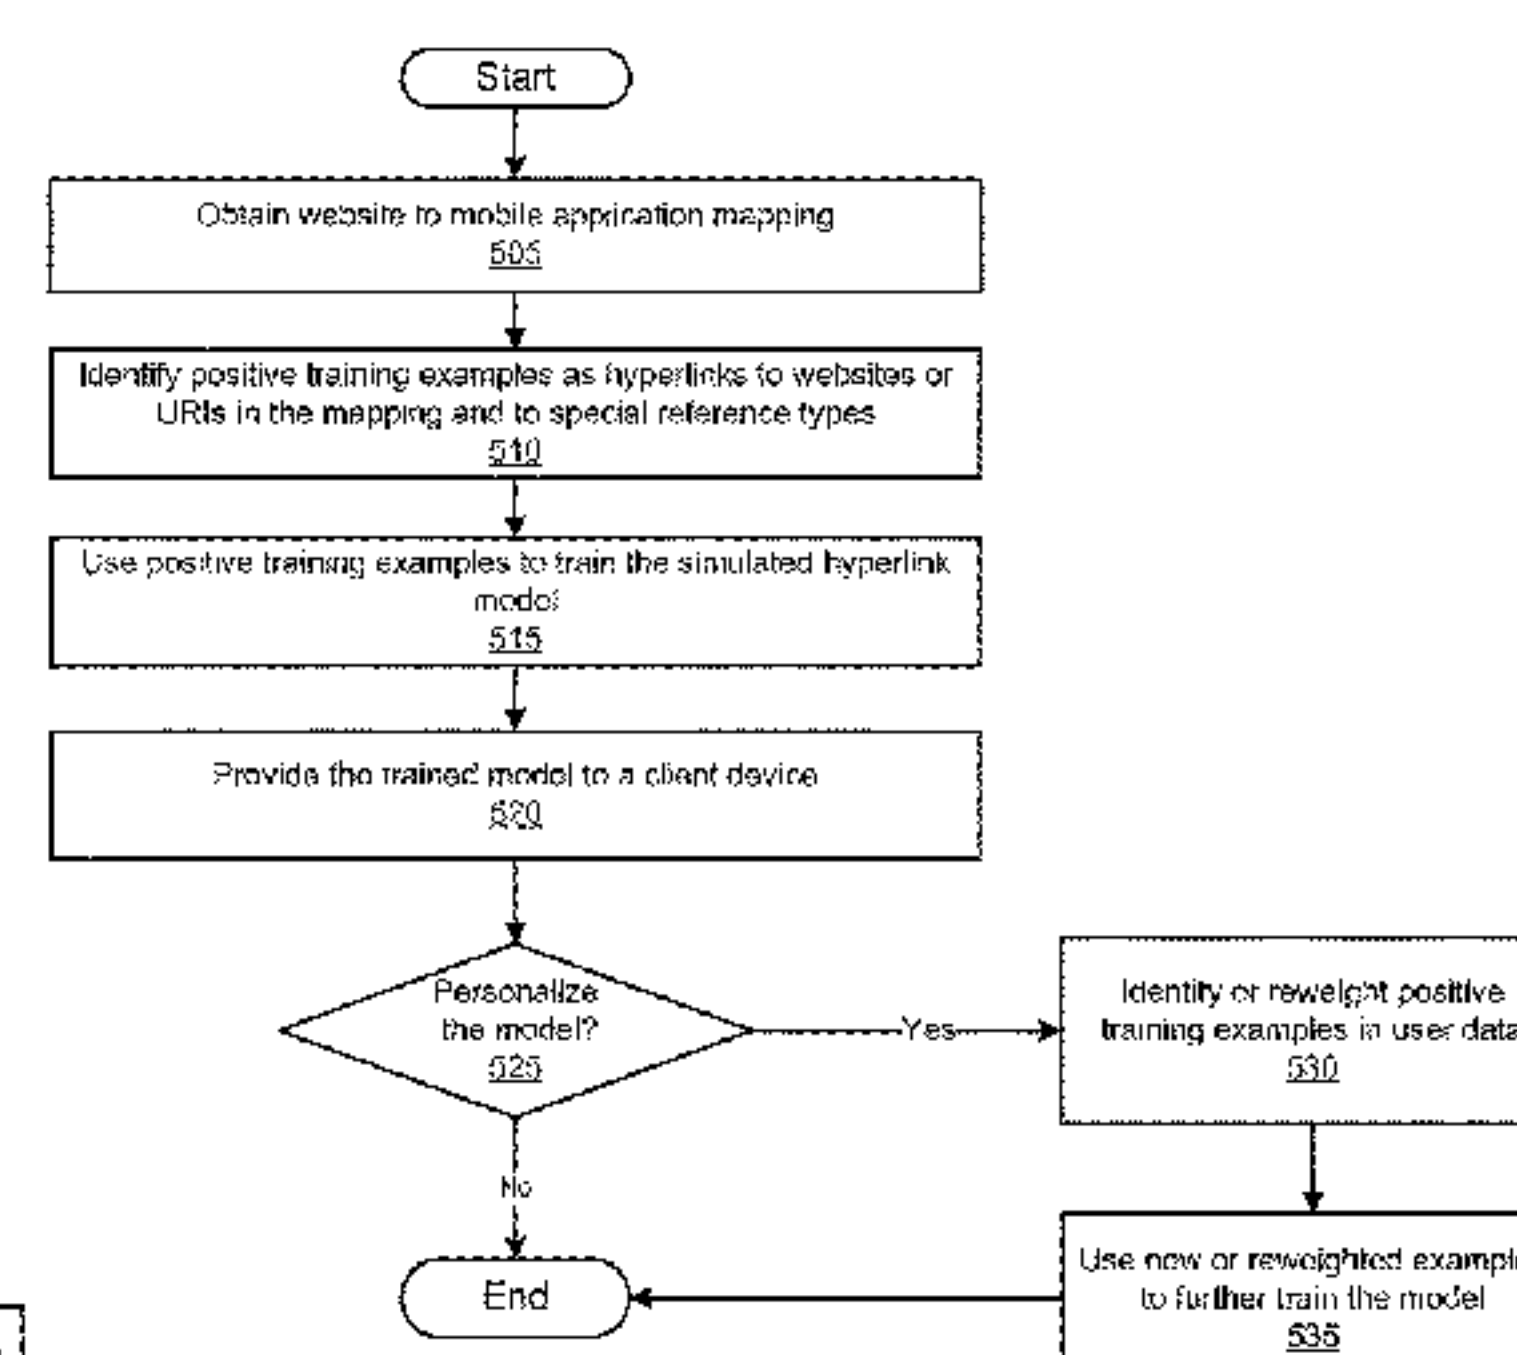 Start
Obtain website to mobile application mapping
505
Identify positive training examples as hyperlinks to websites or
URIs in the mapping and to special reference types
510
Use positive training examples to train the simulated hyperlink
model
515
Provide the trained model to a client device
520
Personalize
the model?
525
Yes
Identify or reweight positive
training examples in user data
530
No
Use new or reweighted
to further train the model
535
End